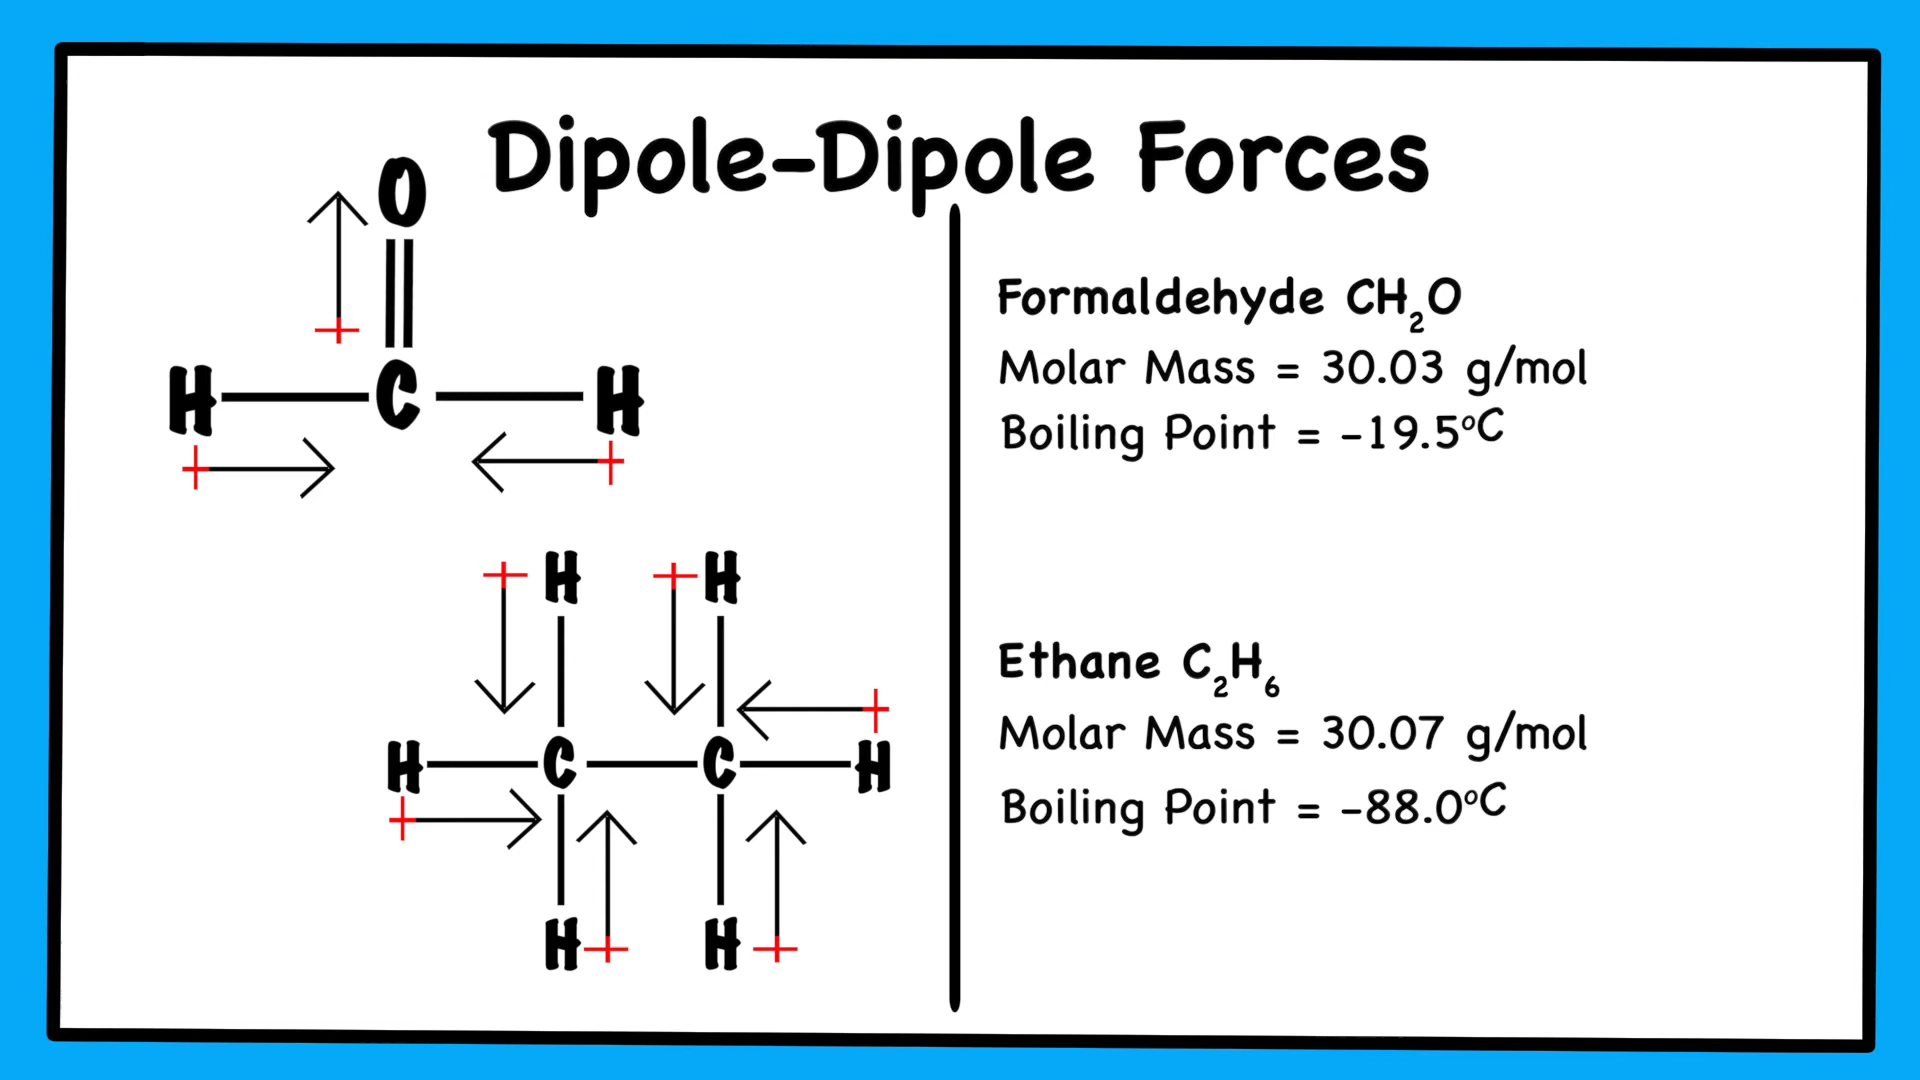 Dipole-Dipole Forces
O
H C H
H H
H C C H
H H
Formaldehyde CH₂O
Molar Mass = 30.03 g/mol
Boiling Point = -19.5°C
Ethane C₂H₆
Molar Mass = 30.07 g/mol
Boiling Point = -88.0°C